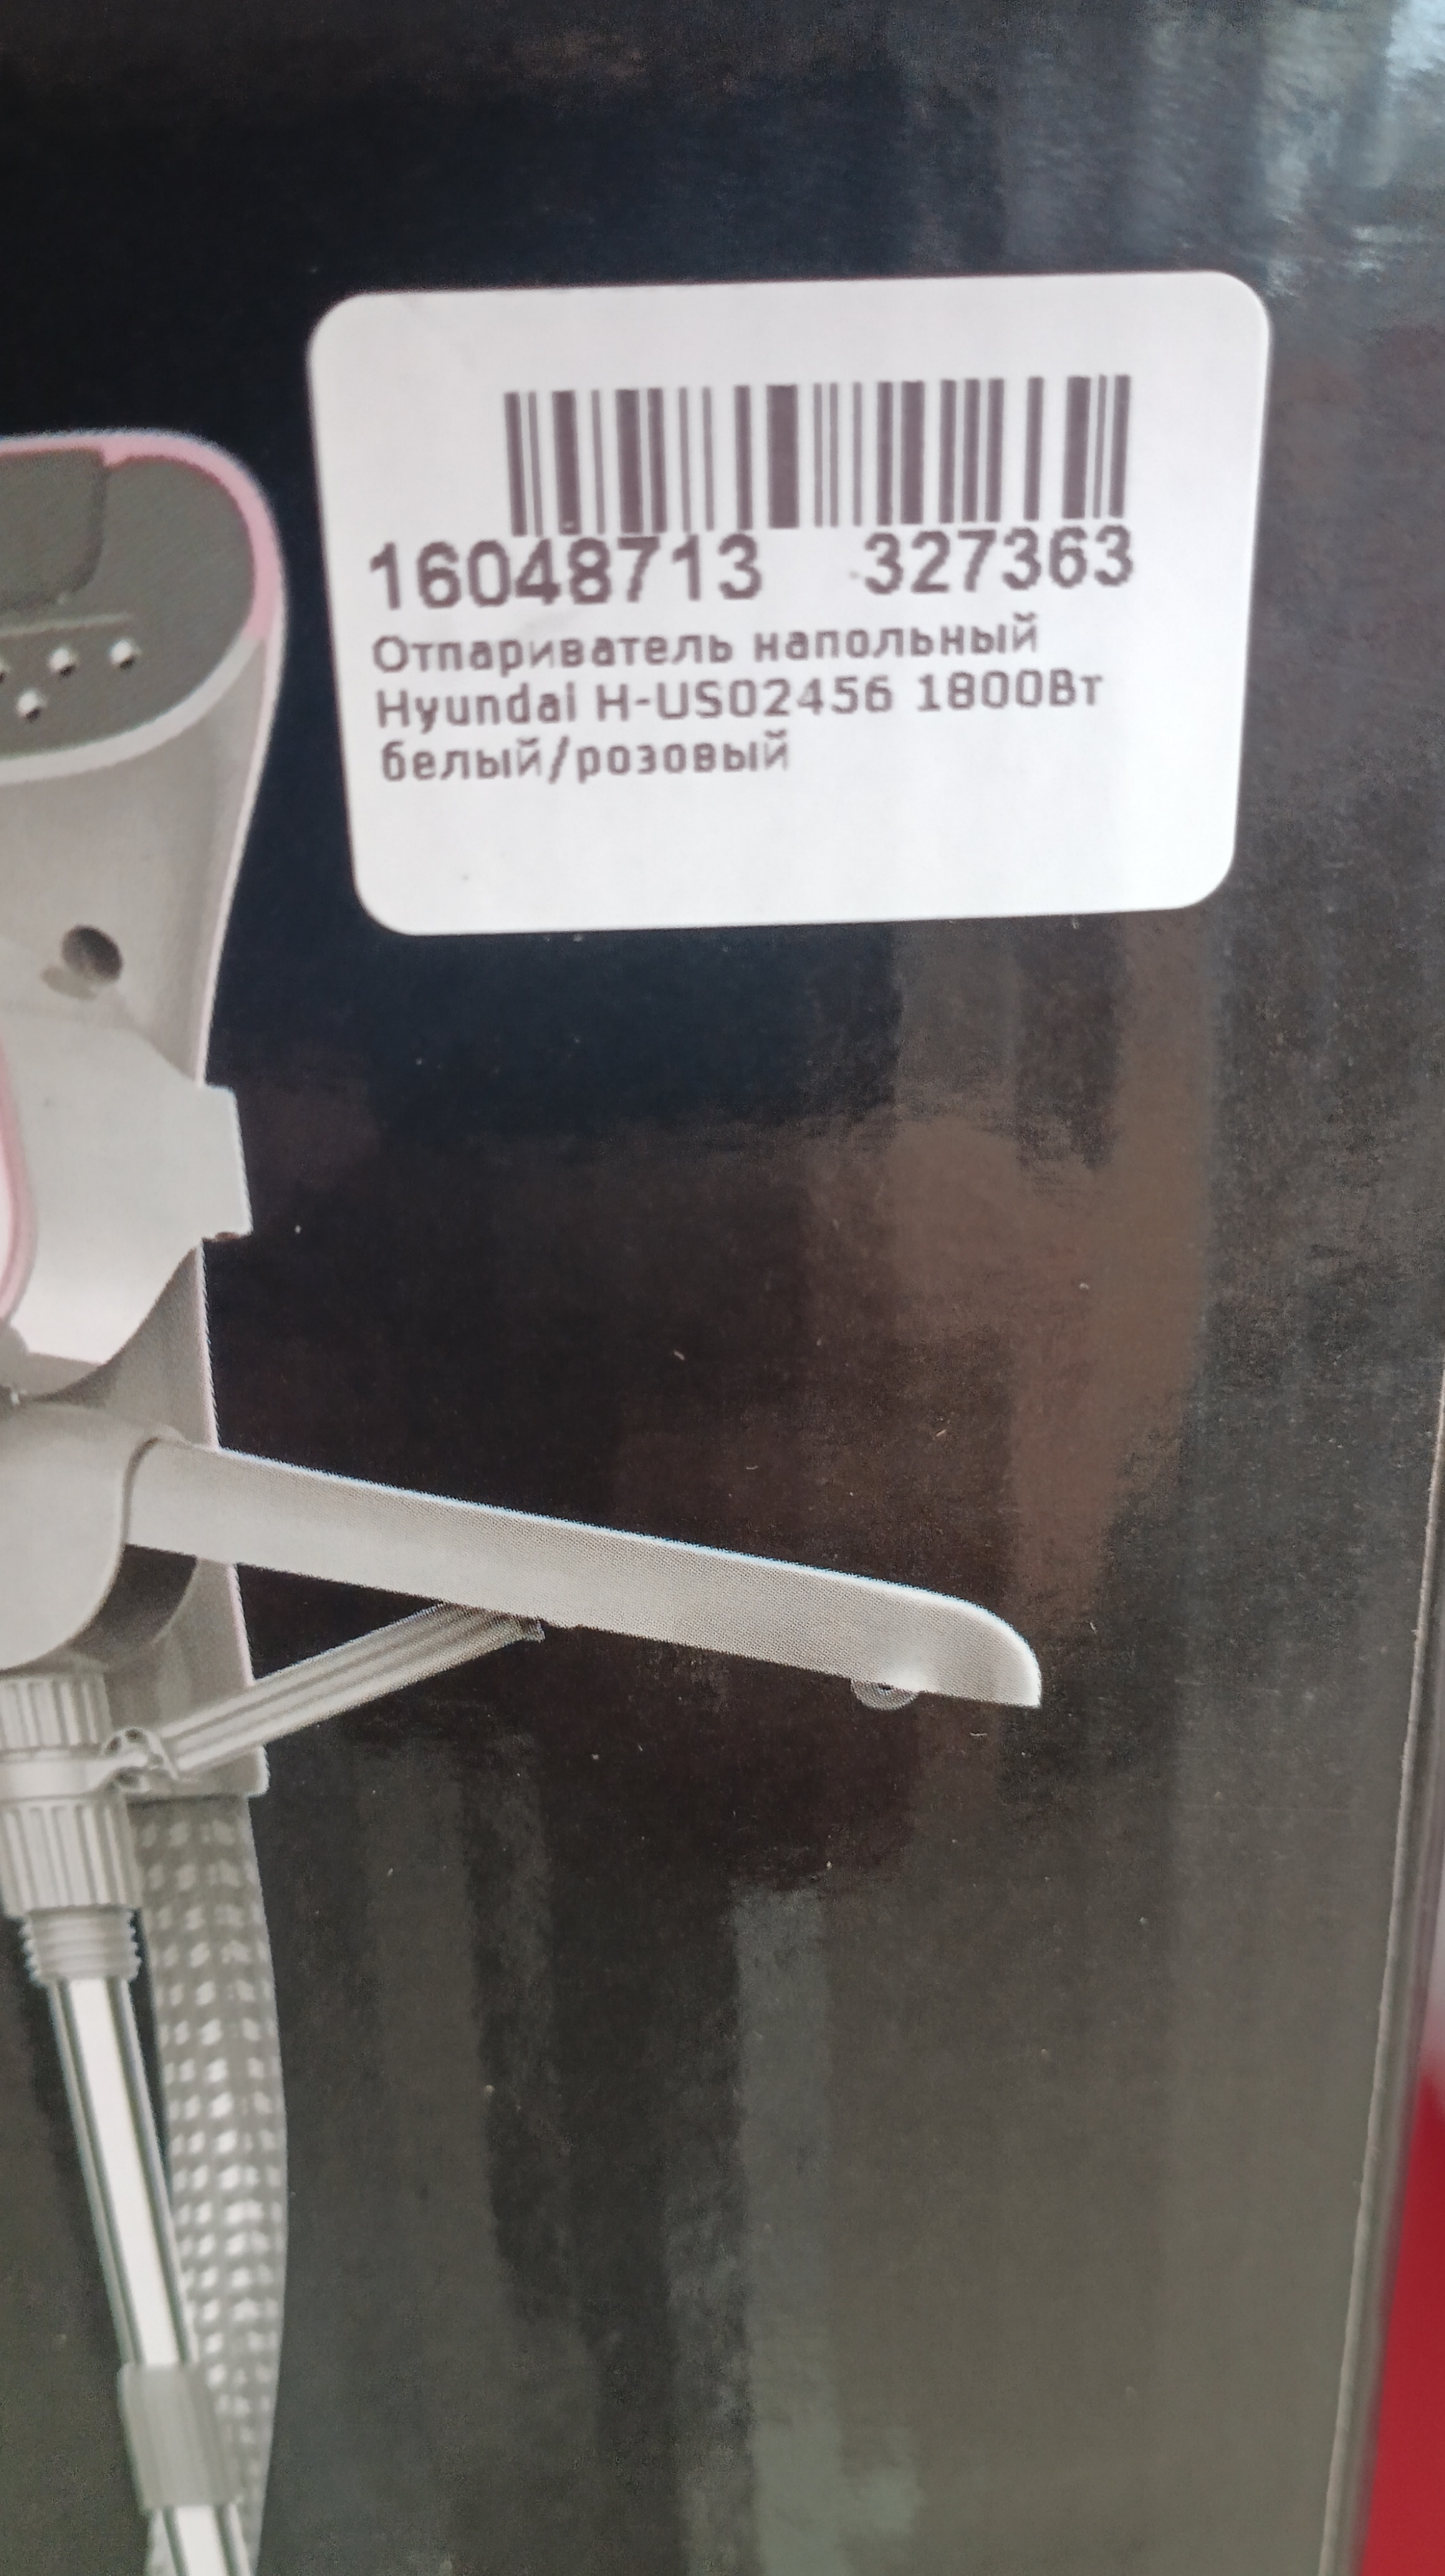 16048713 327363
Отпариватель напольный
Hyundai H-US02456 1800Вт
белый/розовый